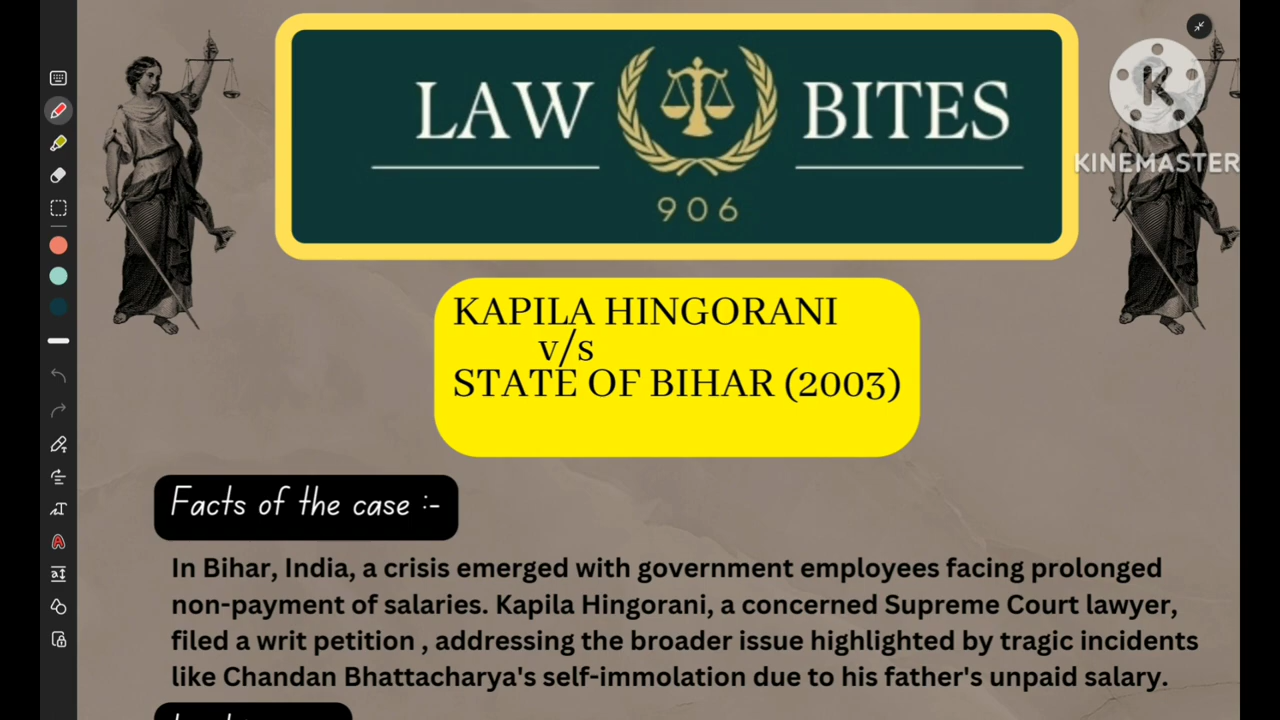 LAW BITES
906
K
KINEMASTER
KAPILA HINGORANI
v/s
STATE OF BIHAR (2003)
Facts of the case :-
In Bihar, India, a crisis emerged with government employees facing prolonged
non-payment of salaries. Kapila Hingorani, a concerned Supreme Court lawyer,
filed a writ petition , addressing the broader issue highlighted by tragic incidents
like Chandan Bhattacharya's self-immolation due to his father's unpaid salary.